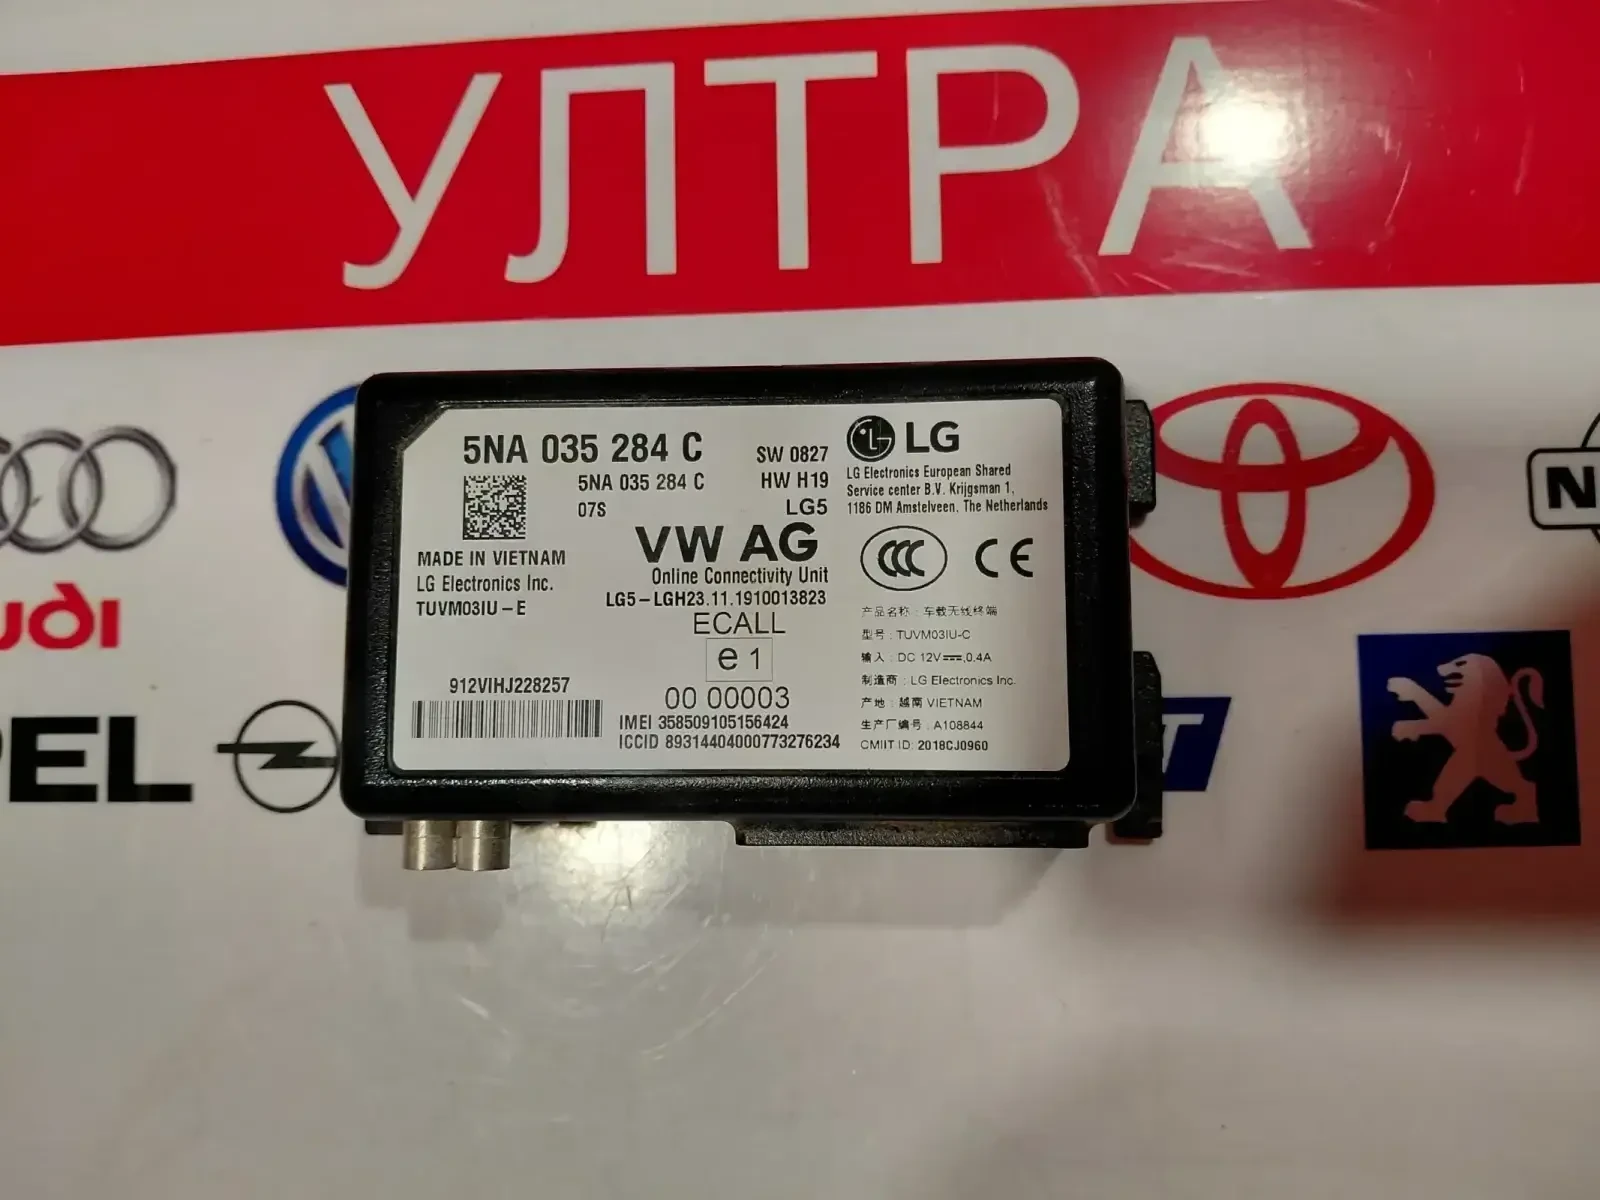 УЛТРА
5NA 035 284 C
5NA 035 284 C
07S
SW 0827
HW H19
LG5
VW AG
Online Connectivity Unit
LG5-LGH23.11.1910013823
MADE IN VIETNAM
LG Electronics Inc.
TUVM03IU-E
ECALL
e1
00 00003
912VIHJ228257
IMEI 358509105156424
ICCID 89314404000773276234
LG
LG Electronics European Shared
Service center B.V. Krijgsman 1,
1186 DM Amstelveen, The Netherlands
CCC CE
产品名称: 车载无线终端
型号: TUVM03IU-C
输入: DC 12V⎓,0.4A
制造商: LG Electronics Inc.
产地: 越南 VIETNAM
生产厂编号: A108844
CMIIT ID: 2018CJ0960